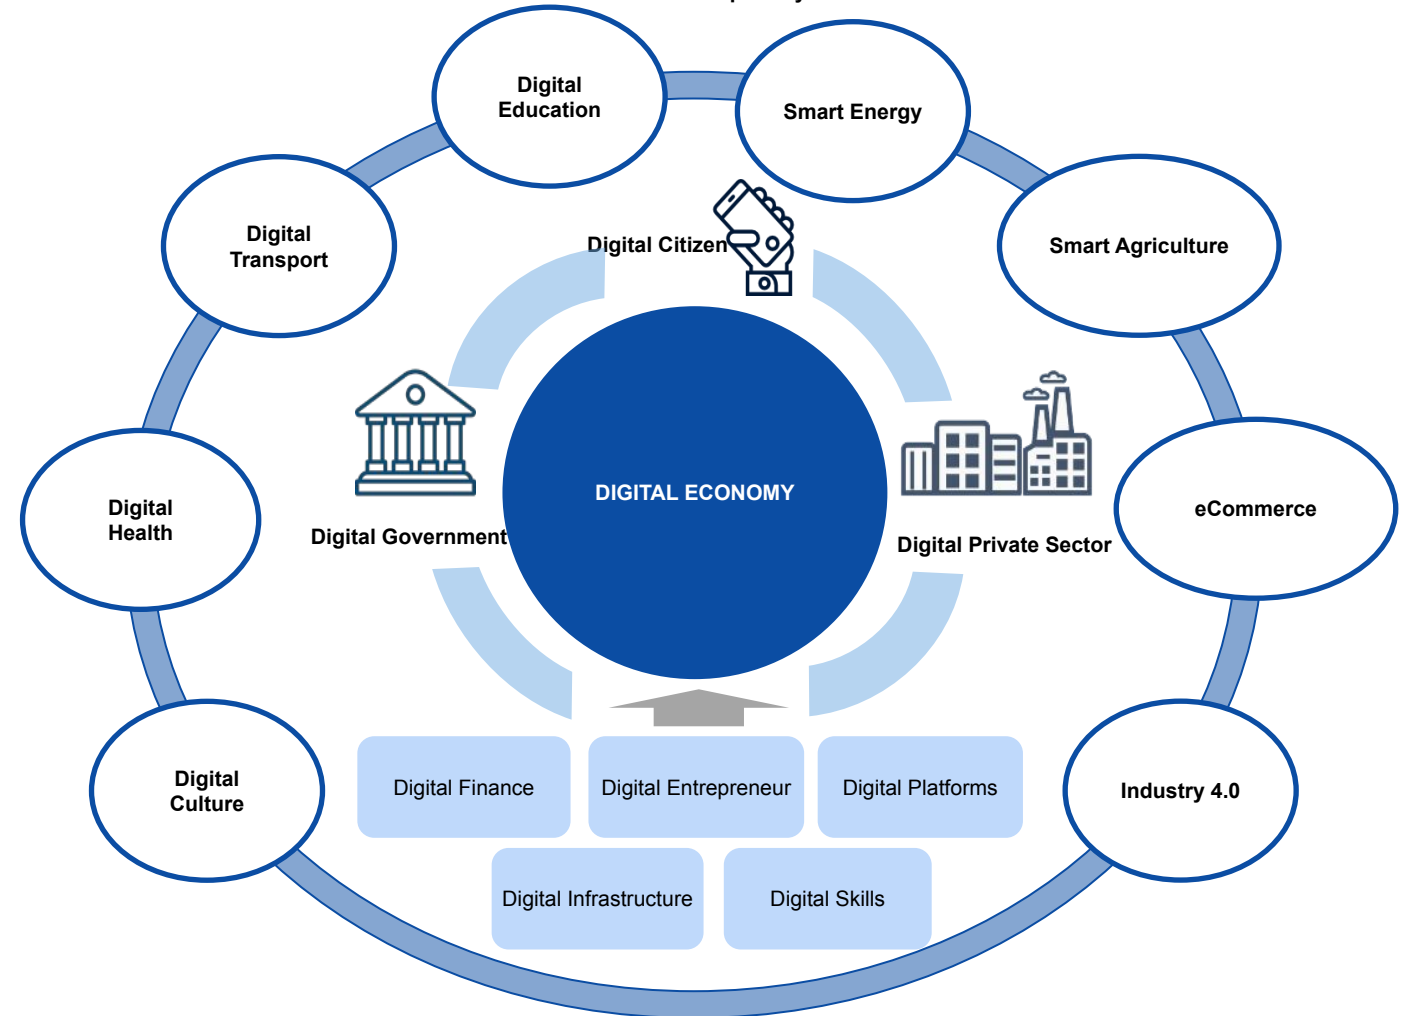 Digital
Education
Smart Energy
Digital
Transport
Digital Citizen
Smart Agriculture
Digital
Health
Digital Government
DIGITAL ECONOMY
Digital Private Sector
eCommerce
Digital
Culture
Digital Finance
Digital Entrepreneur
Digital Platforms
Industry 4.0
Digital Infrastructure
Digital Skills